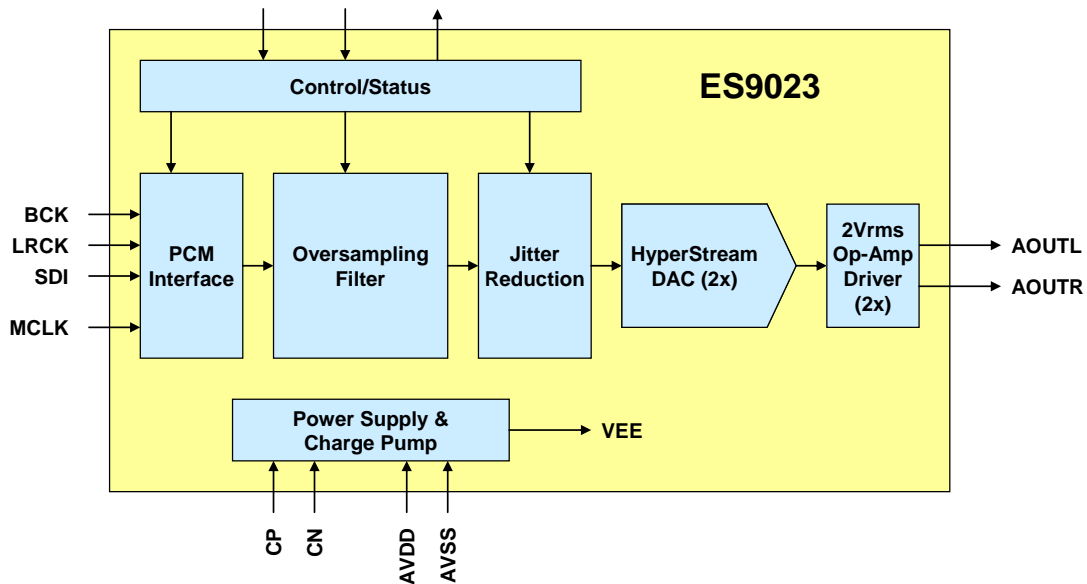 ES9023
Control/Status
BCK
LRCK
SDI
MCLK
PCM
Interface
Oversampling
Filter
Jitter
Reduction
HyperStream
DAC (2x)
2Vrms
Op-Amp
Driver
(2x)
AOUTL
AOUTR
Power Supply &
Charge Pump
VEE
CP
CN
AVDD
AVSS